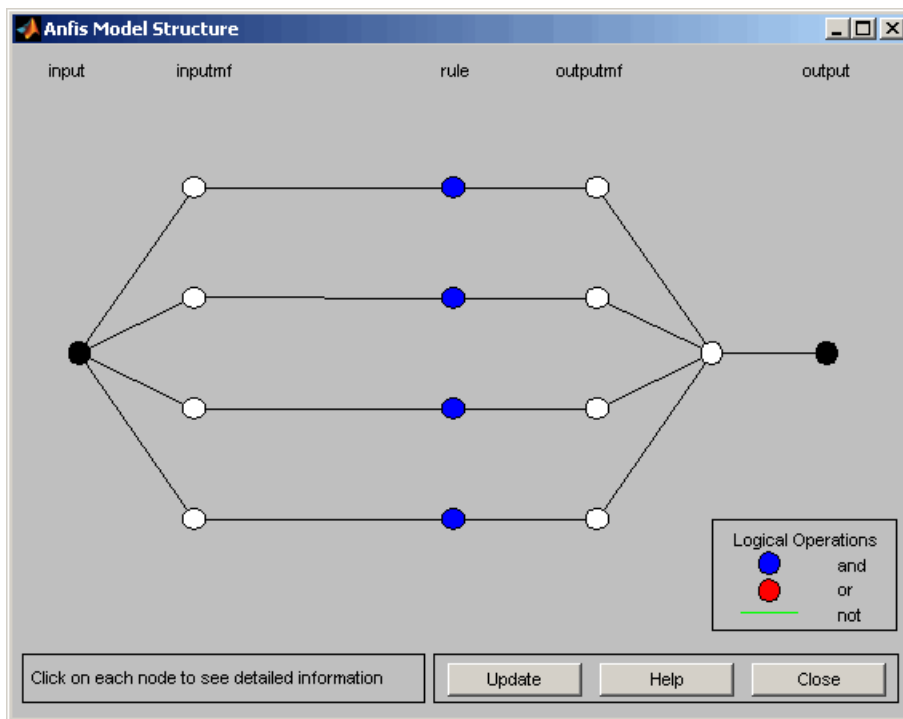 Anfis Model Structure
input inputmf rule outputmf output
Logical Operations
and
or
not
Click on each node to see detailed information
Update Help Close